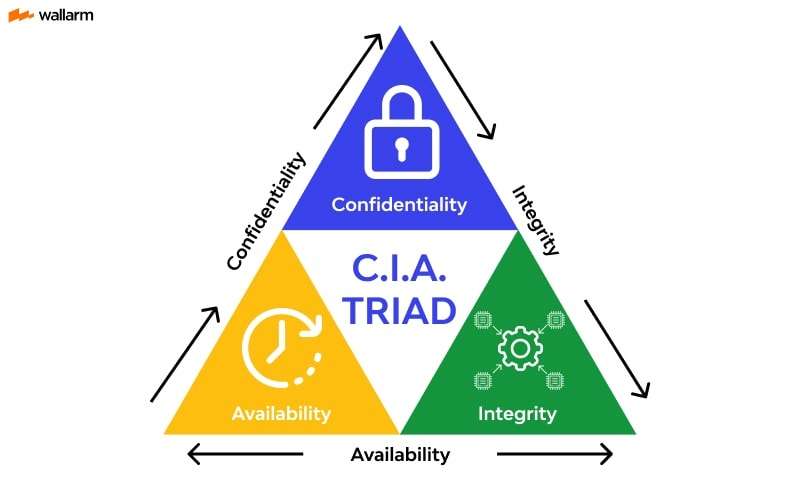 wallarm
Confidentiality
Confidentiality
Integrity
C.I.A.
TRIAD
Availability
Integrity
Availability